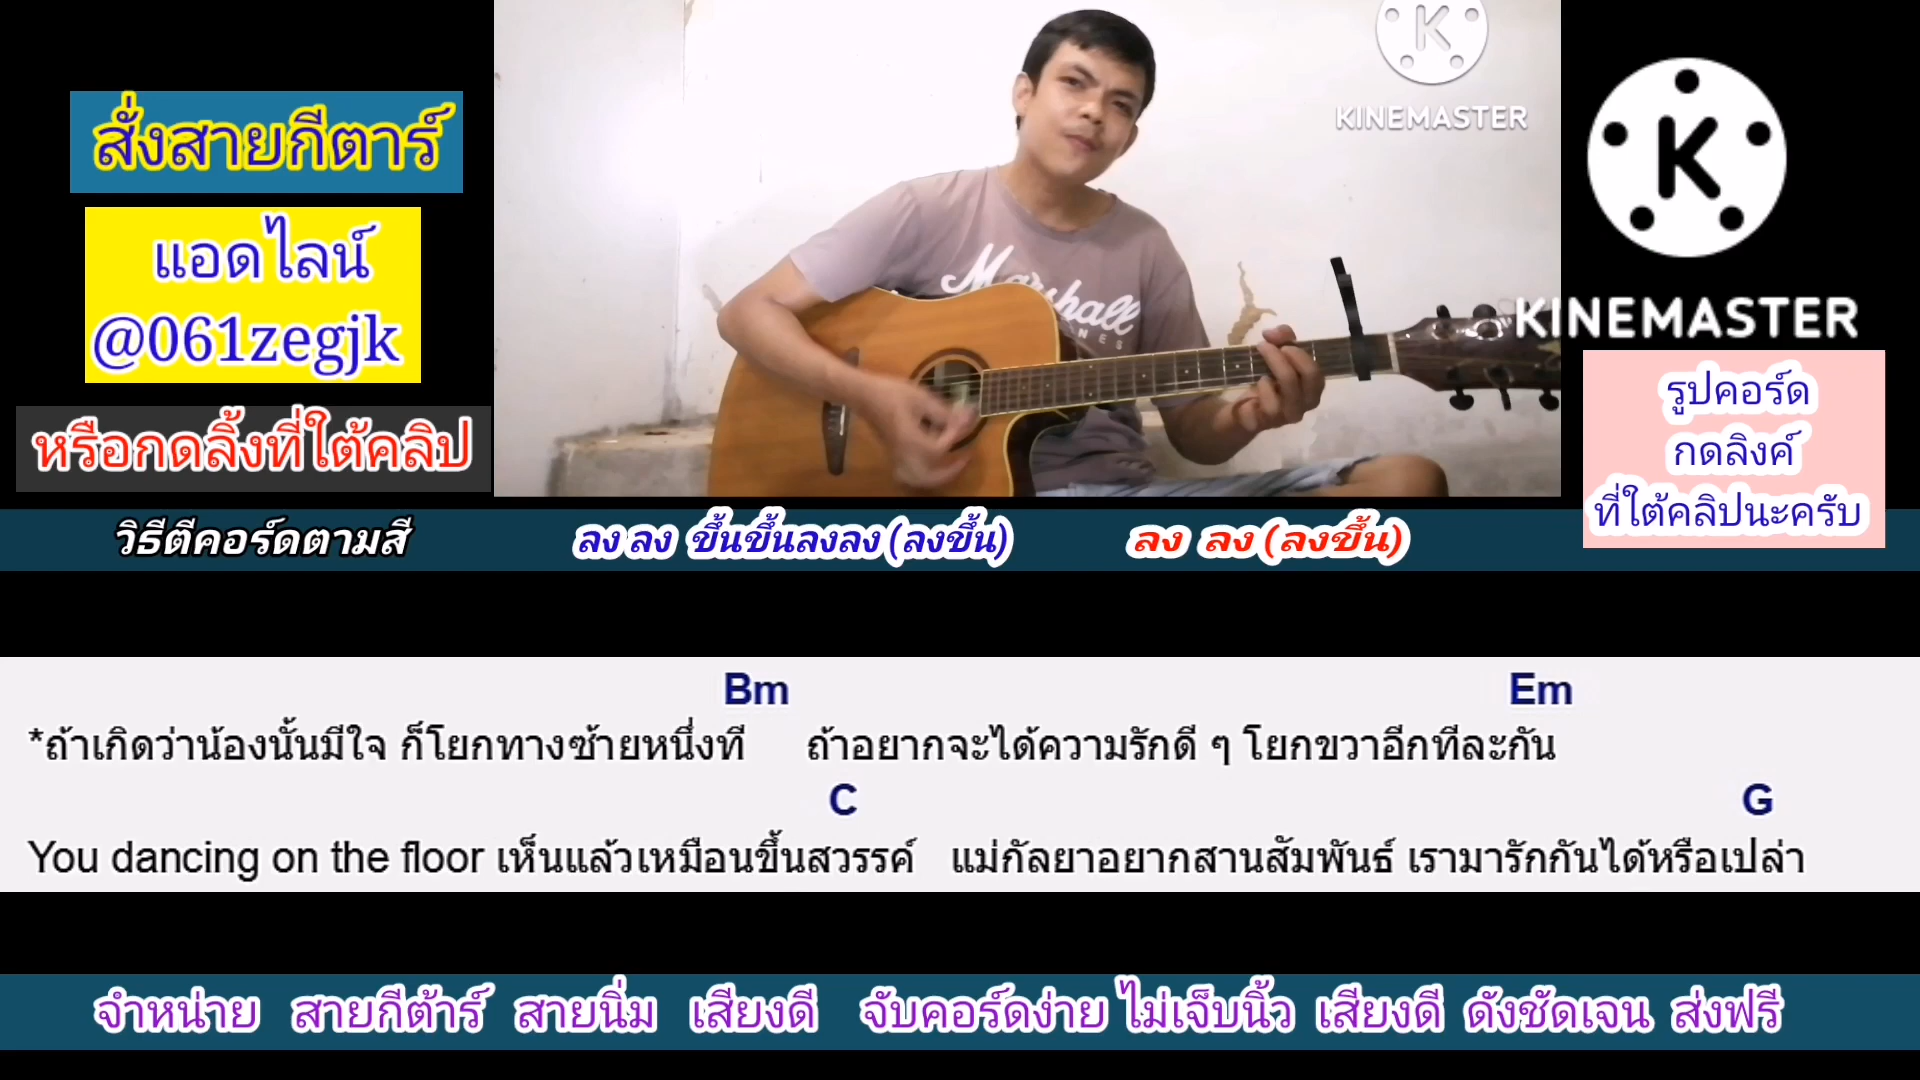 สั่งสายกีตาร์
แอดไลน์
@061zegjk
หรือกดลิ้งที่ใต้คลิป
KINEMASTER
Marshall
KINEMASTER
รูปคอร์ด
กดลิงค์
ที่ใต้คลิปนะครับ
วิธีตีคอร์ดตามสี ลง ลง ขึ้นขึ้นลงลง (ลงขึ้น) ลง ลง (ลงขึ้น)
Bm Em
*ถ้าเกิดว่าน้องนั้นมีใจ ก็โยกทางซ้ายหนึ่งที ถ้าอยากจะได้ความรักดี ๆ โยกขวาอีกทีละกัน
C G
You dancing on the floor เห็นแล้วเหมือนขึ้นสวรรค์ แม่กัลยาอยากสานสัมพันธ์ เรามารักกันได้หรือเปล่า
จำหน่าย สายกีต้าร์ สายนิ่ม เสียงดี จับคอร์ดง่าย ไม่เจ็บนิ้ว เสียงดี ดังชัดเจน ส่งฟรี